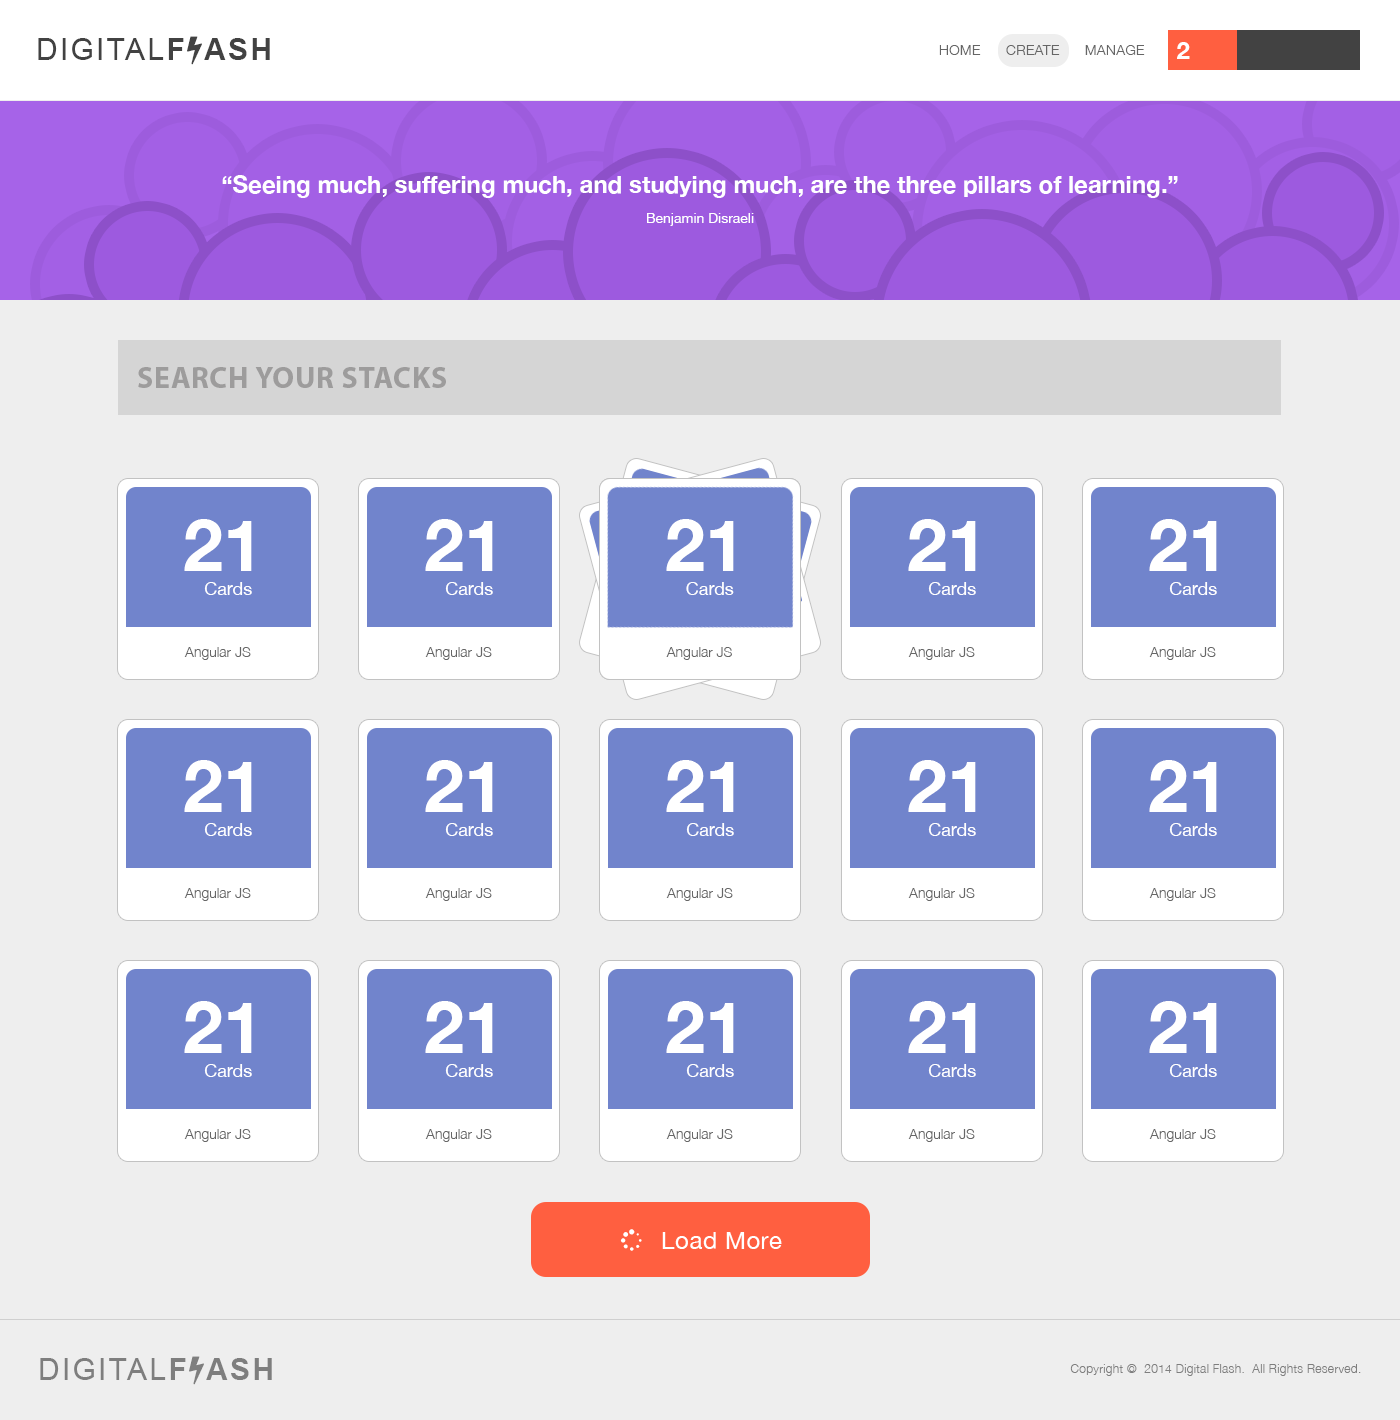 DIGITALFLASH
HOME CREATE MANAGE 2
“Seeing much, suffering much, and studying much, are the three pillars of learning.”
Benjamin Disraeli
SEARCH YOUR STACKS
21 21 21 21 21
Cards Cards Cards Cards Cards
Angular JS Angular JS Angular JS Angular JS Angular JS
21 21 21 21 21
Cards Cards Cards Cards Cards
Angular JS Angular JS Angular JS Angular JS Angular JS
21 21 21 21 21
Cards Cards Cards Cards Cards
Angular JS Angular JS Angular JS Angular JS Angular JS
Load More
DIGITALFLASH
Copyright © 2014 Digital Flash. All Rights Reserved.